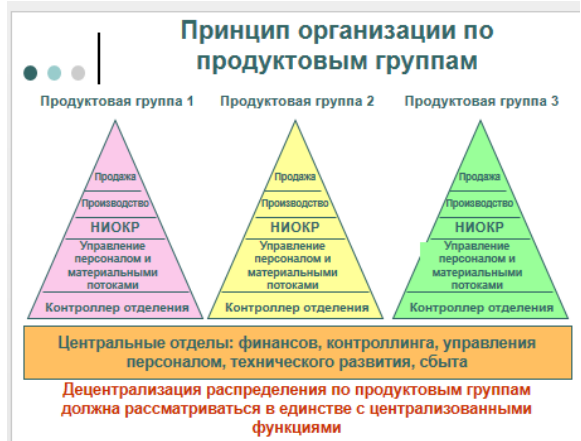 Принцип организации по
продуктовым группам
Продуктовая группа 1
Продуктовая группа 2
Продуктовая группа 3
Продажа
Производство
НИОКР
Управление
персоналом и
материальными
потоками
Контроллер отделения
Продажа
Производство
НИОКР
Управление
персоналом и
материальными
потоками
Контроллер отделения
Продажа
Производство
НИОКР
Управление
персоналом и
материальными
потоками
Контроллер отделения
Центральные отделы: финансов, контроллинга, управления
персоналом, технического развития, сбыта
Децентрализация распределения по продуктовым группам
должна рассматриваться в единстве с централизованными
функциями